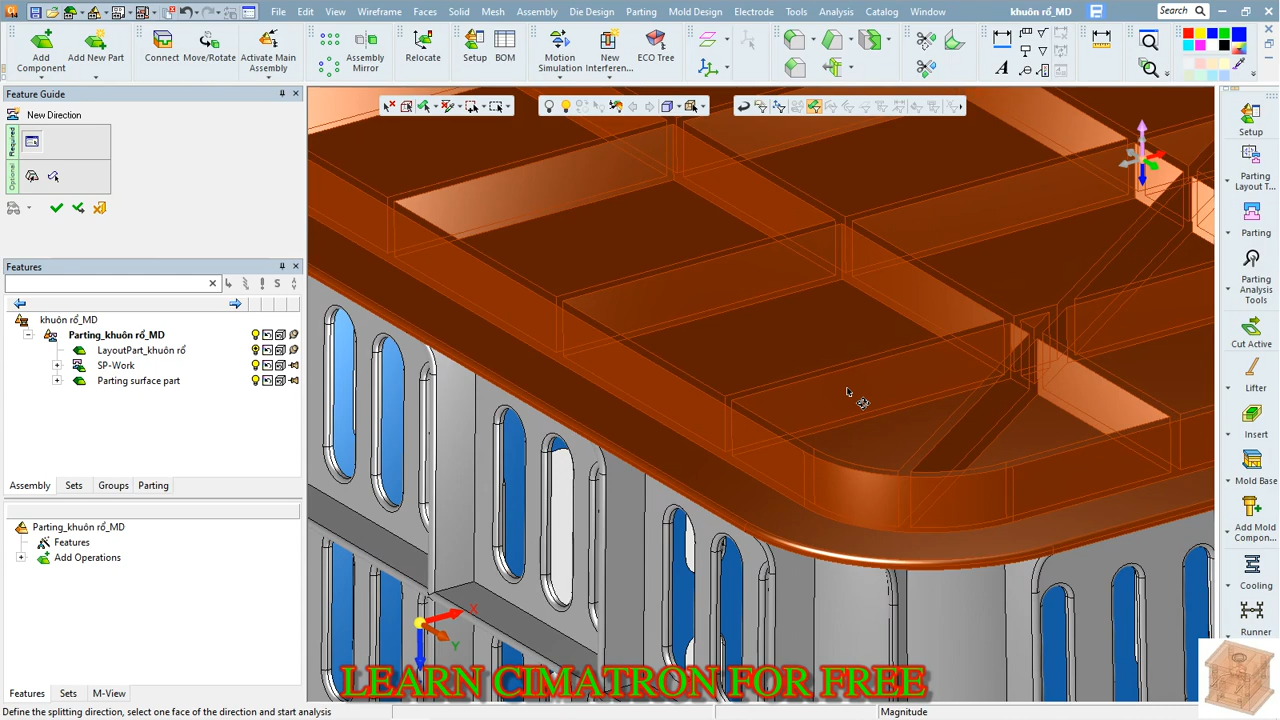 File Edit View Wireframe Faces Solid Mesh Assembly Die Design Parting Mold Design Electrode Tools Analysis Catalog Window khuôn rổ_MD Search
Add Component
Add New Part
Connect
Move/Rotate
Activate Main Assembly
Assembly Mirror
Relocate
Setup
BOM
Motion Simulation
New Interferen...
ECO Tree
Feature Guide
New Direction
Required
Optional
Features
khuôn rổ_MD
Parting_khuôn rổ_MD
LayoutPart_khuôn rổ
SP-Work
Parting surface part
Assembly Sets Groups Parting
Parting_khuôn rổ_MD
Features
Add Operations
Features Sets M-View
X
Y
LEARN CIMATRON FOR FREE
Setup
Parting Layout T...
Parting
Parting Analysis Tools
Cut Active
Lifter
Insert
Mold Base
Add Mold Compon...
Cooling
Runner
Define the splitting direction, select one face of the direction and start analysis
Magnitude